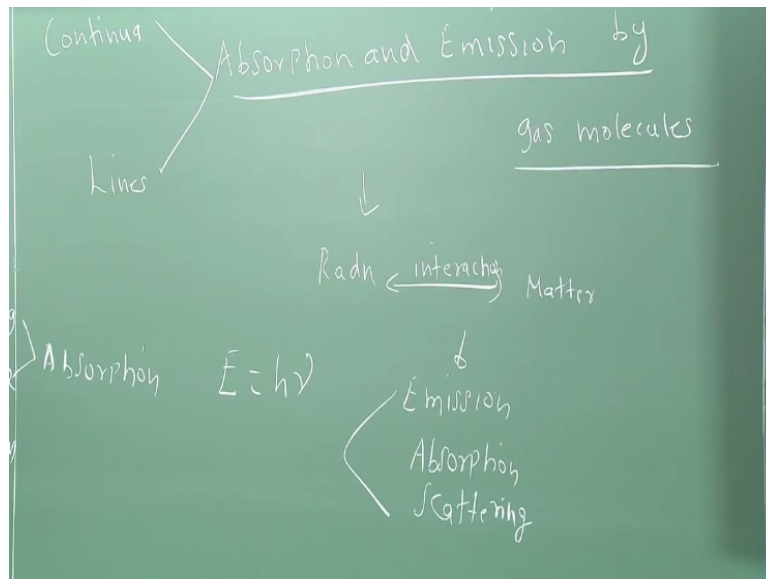 Continua
Absorption and Emission by
gas molecules
Lines
Radn interaction Matter
Absorption E = hν
Emission
Absorption
Scattering